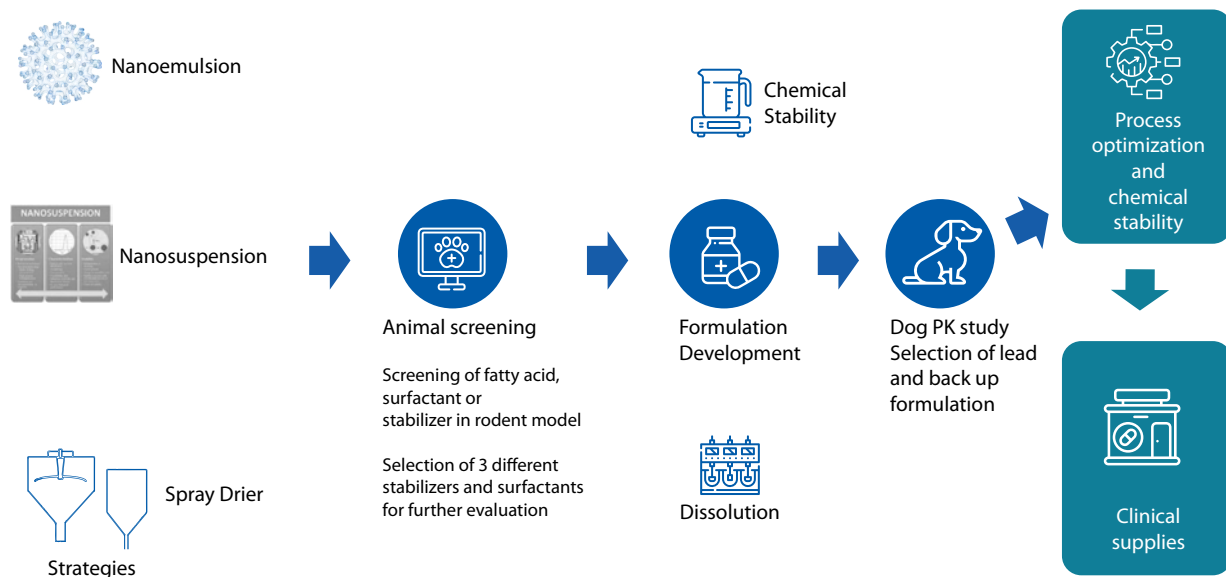 Nanoemulsion
NANOSUSPENSION
Nanosuspension
Spray Drier
Strategies
Animal screening
Screening of fatty acid,
surfactant or
stabilizer in rodent model
Selection of 3 different
stabilizers and surfactants
for further evaluation
Chemical
Stability
Formulation
Development
Dissolution
Dog PK study
Selection of lead
and back up
formulation
Process
optimization
and
chemical
stability
Clinical
supplies